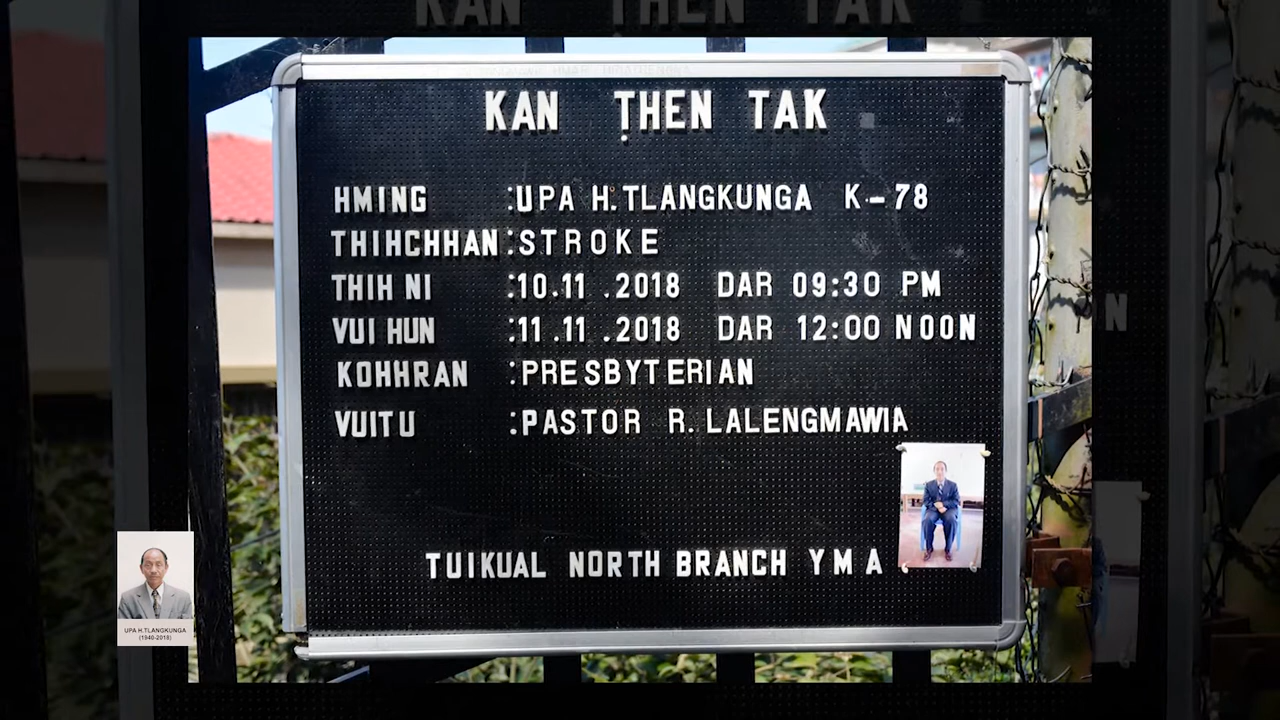 KAN ṬHEN TAK
HMING :UPA H.TLANGKUNGA K-78
THIHCHHAN:STROKE
THIH NI :10.11 .2018 DAR 09:30 PM
VUI HUN :11.11 .2018 DAR 12:00 NOON
KOHHRAN :PRESBYTERIAN
VUITU :PASTOR R. LALENGMAWIA
TUIKUAL NORTH BRANCH Y M A
UPA H.TLANGKUNGA
(1940-2018)